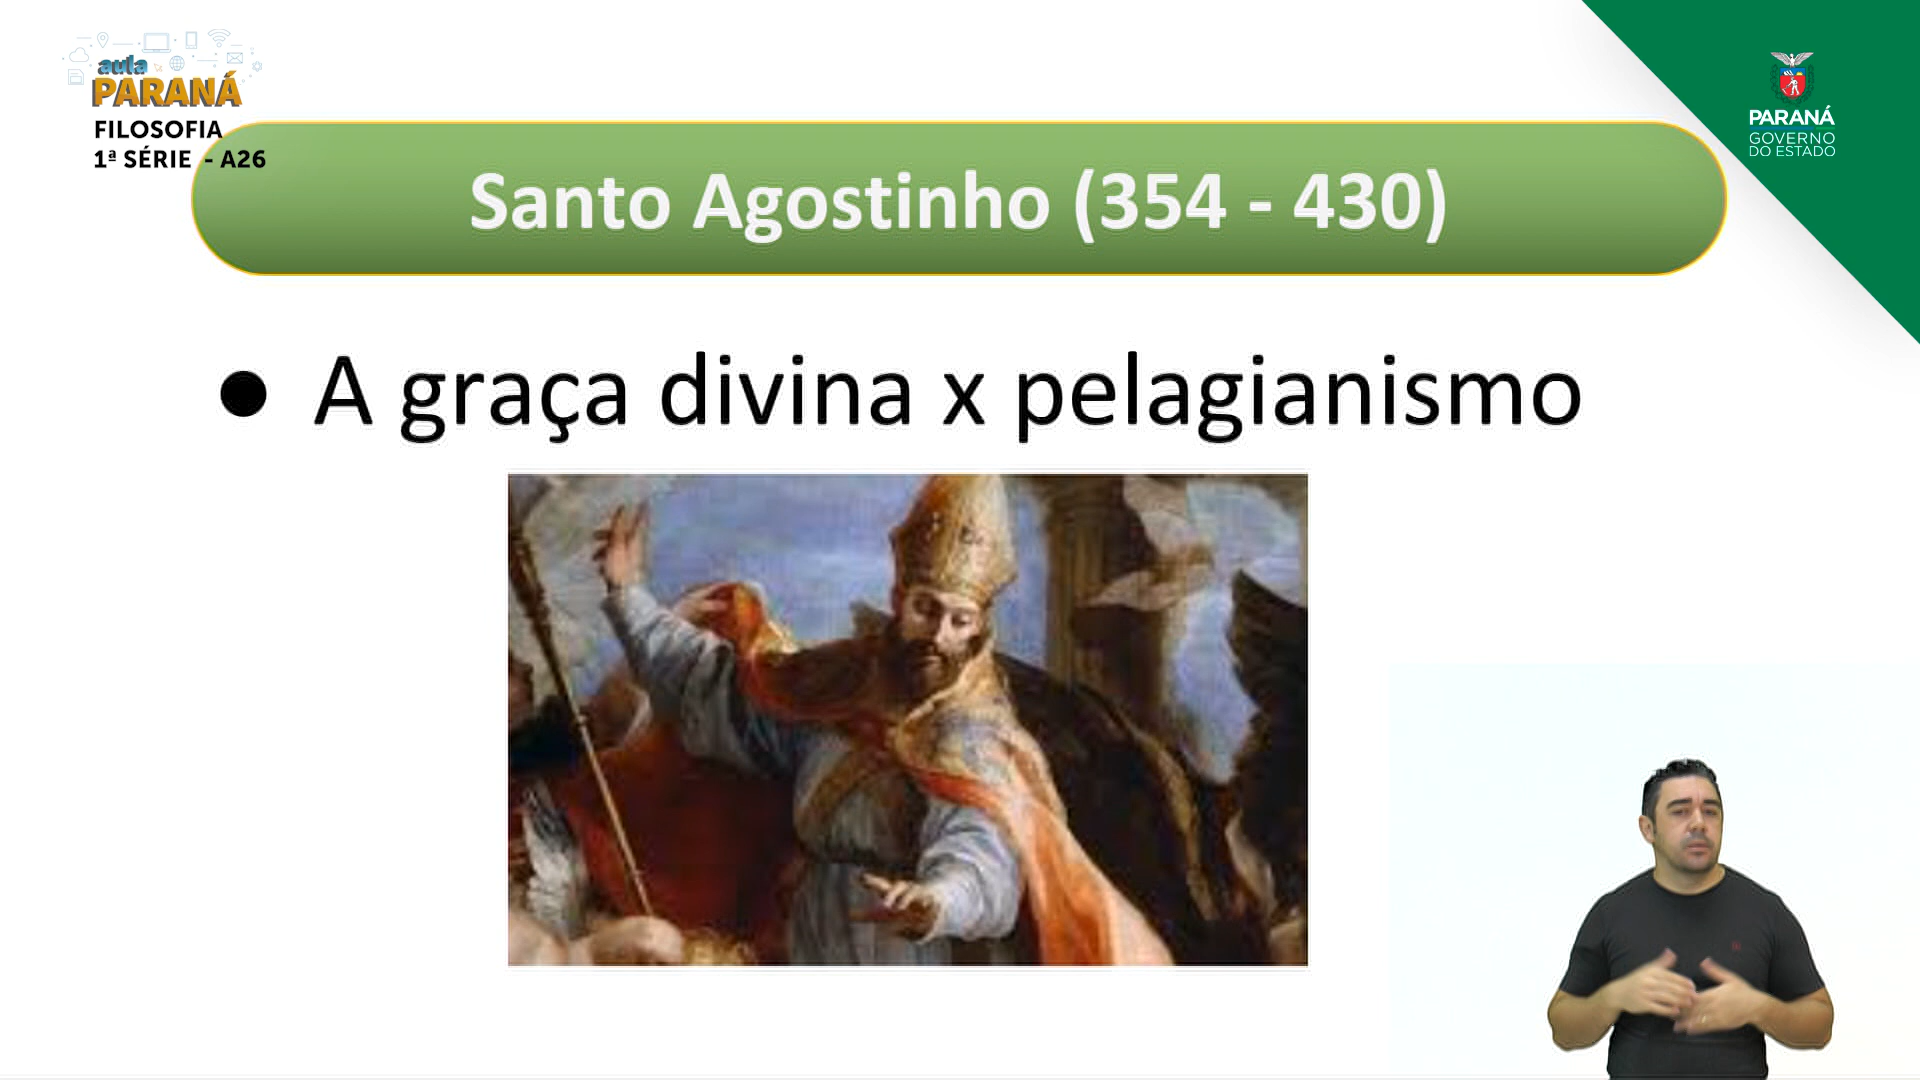 aula
PARANÁ
FILOSOFIA
1ª SÉRIE - A26
PARANÁ
GOVERNO
DO ESTADO
Santo Agostinho (354 - 430)
● A graça divina x pelagianismo